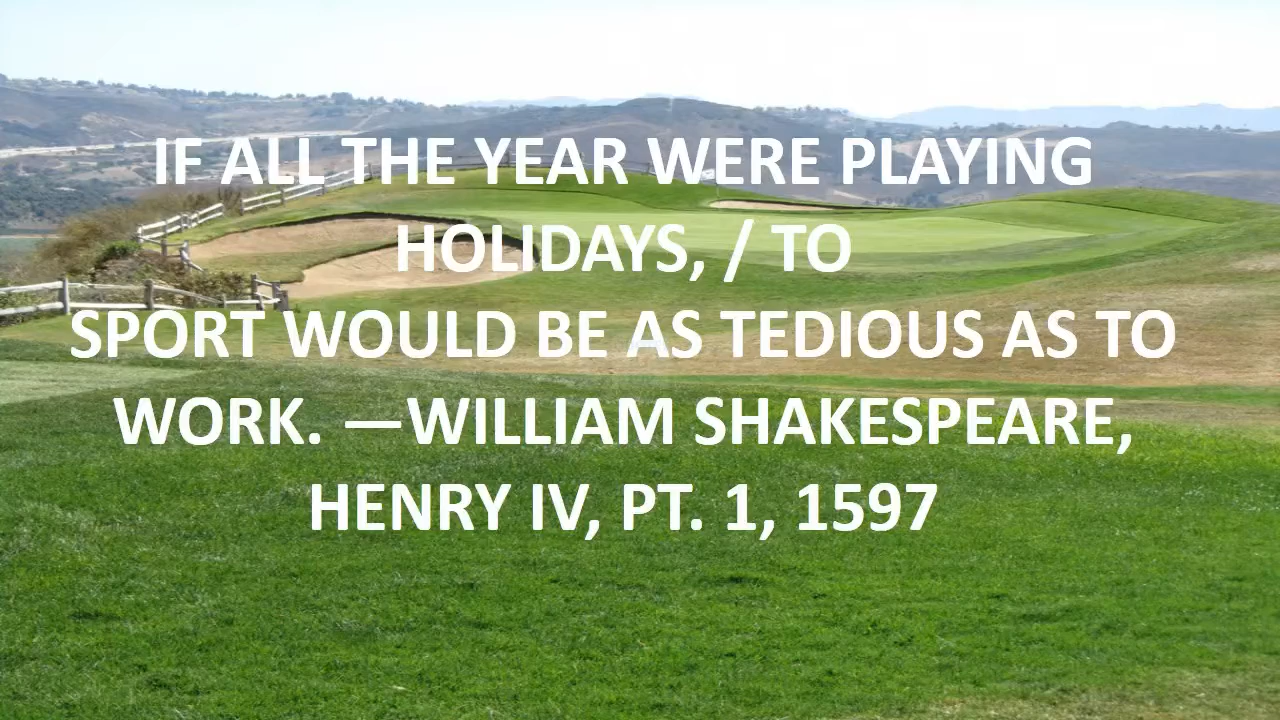 IF ALL THE YEAR WERE PLAYING
HOLIDAYS, / TO
SPORT WOULD BE AS TEDIOUS AS TO
WORK. —WILLIAM SHAKESPEARE,
HENRY IV, PT. 1, 1597